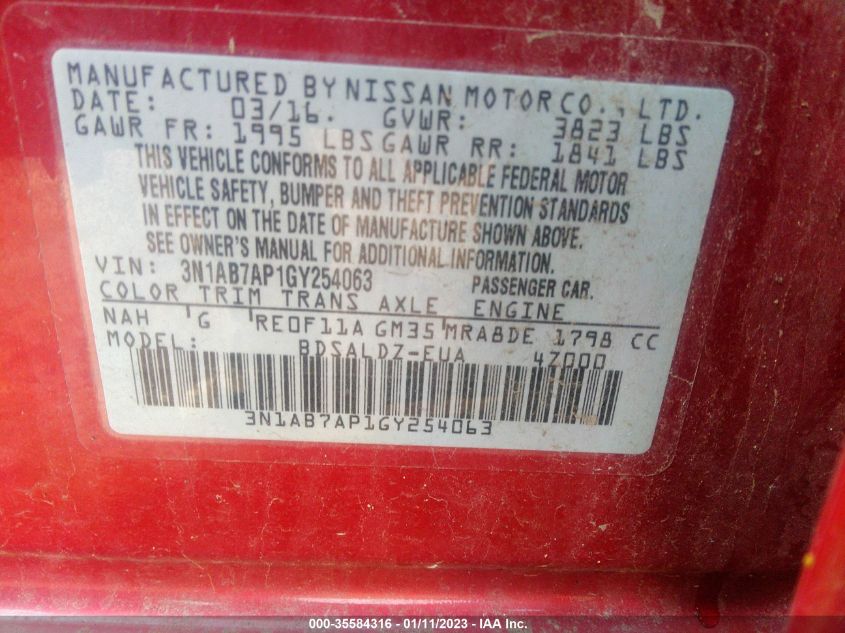 MANUFACTURED BY NISSAN MOTOR CO., LTD.
DATE: 03/16. GVWR: 3823 LBS
GAWR FR: 1995 LBS GAWR RR: 1841 LBS
THIS VEHICLE CONFORMS TO ALL APPLICABLE FEDERAL MOTOR
VEHICLE SAFETY, BUMPER AND THEFT PREVENTION STANDARDS
IN EFFECT ON THE DATE OF MANUFACTURE SHOWN ABOVE.
SEE OWNER'S MANUAL FOR ADDITIONAL INFORMATION.
VIN: 3N1AB7AP1GY254063 PASSENGER CAR.
COLOR TRIM TRANS AXLE ENGINE
NAH G RE0F11A GM35 MRA8DE 1798 CC
MODEL: BDSALDZ-EUA 4Z000
3N1AB7AP1GY254063
000-35584316 - 01/11/2023 - IAA Inc.